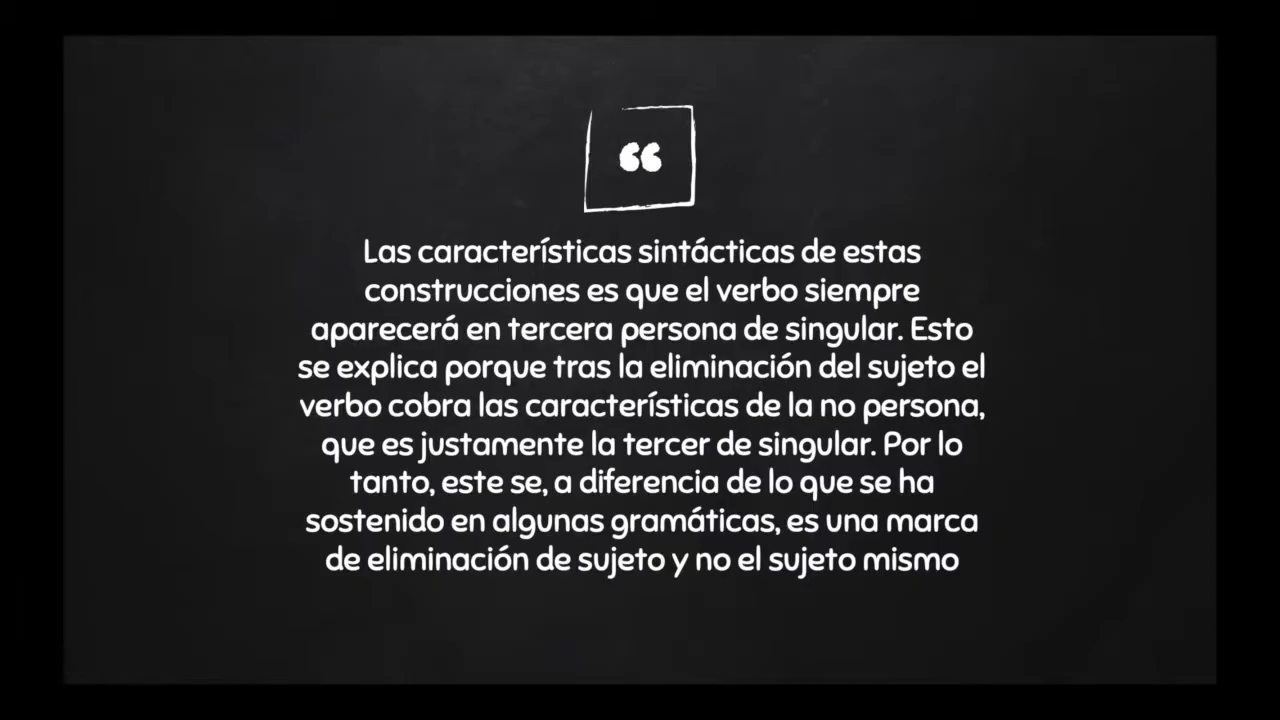 “
Las características sintácticas de estas
construcciones es que el verbo siempre
aparecerá en tercera persona de singular. Esto
se explica porque tras la eliminación del sujeto el
verbo cobra las características de la no persona,
que es justamente la tercer de singular. Por lo
tanto, este se, a diferencia de lo que se ha
sostenido en algunas gramáticas, es una marca
de eliminación de sujeto y no el sujeto mismo